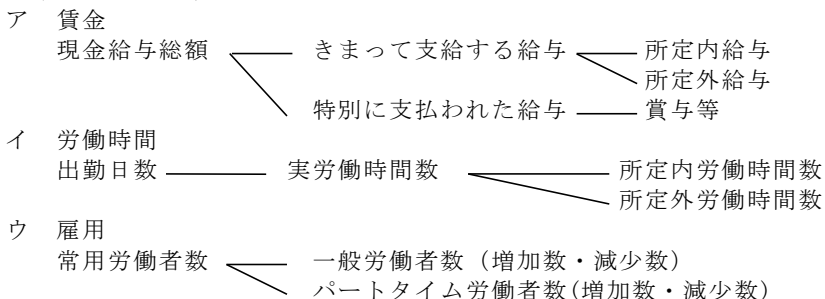 ア 賃金
現金給与総額 きまって支給する給与 所定内給与
所定外給与
特別に支払われた給与 賞与等
イ 労働時間
出勤日数 実労働時間数 所定内労働時間数
所定外労働時間数
ウ 雇用
常用労働者数 一般労働者数（増加数・減少数）
パートタイム労働者数(増加数・減少数)